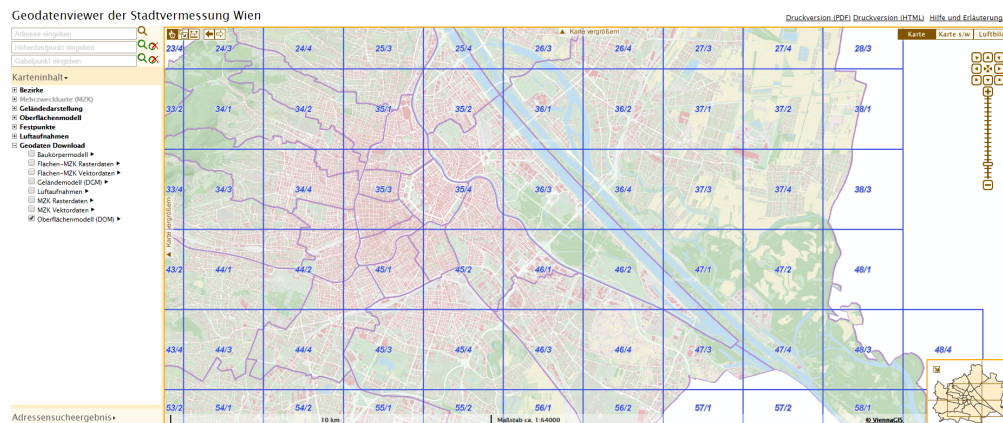 Geodatenviewer der Stadtvermessung Wien
Druckversion (PDF) Druckversion (HTML) Hilfe und Erläuterung
Adresse eingeben
Höhenfestpunkt eingeben
Gabelpunkt eingeben
Karteninhalt
Bezirke
Mehrzweckkarte (MZK)
Geländedarstellung
Oberflächenmodell
Festpunkte
Luftaufnahmen
Geodaten Download
Baukörpermodell
Flächen-MZK Rasterdaten
Flächen-MZK Vektordaten
Geländemodell (DGM)
Luftaufnahmen
MZK Rasterdaten
MZK Vektordaten
Oberflächenmodell (DOM)
Adressensucheergebnis
Karte vergrößern
Karte Karte s/w Luftbild
Karte vergrößern
23/4 24/3 24/4 25/3 25/4 26/3 26/4 27/3 27/4 28/3
33/2 34/1 34/2 35/1 35/2 36/1 36/2 37/1 37/2 38/1
33/4 34/3 34/4 35/3 35/4 36/3 36/4 37/3 37/4 38/3
43/2 44/1 44/2 45/1 45/2 46/1 46/2 47/1 47/2 48/1
43/4 44/3 44/4 45/3 45/4 46/3 46/4 47/3 47/4 48/3 48/4
53/2 54/1 54/2 55/1 55/2 56/1 56/2 57/1 57/2 58/1
10 km
Maßstab ca. 1:64000
© ViennaGIS